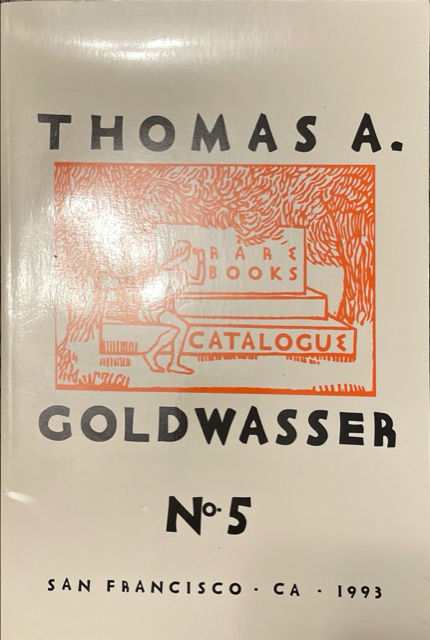 THOMAS A.
RARE
BOOKS
CATALOGUE
GOLDWASSER
No. 5
SAN FRANCISCO · CA · 1993